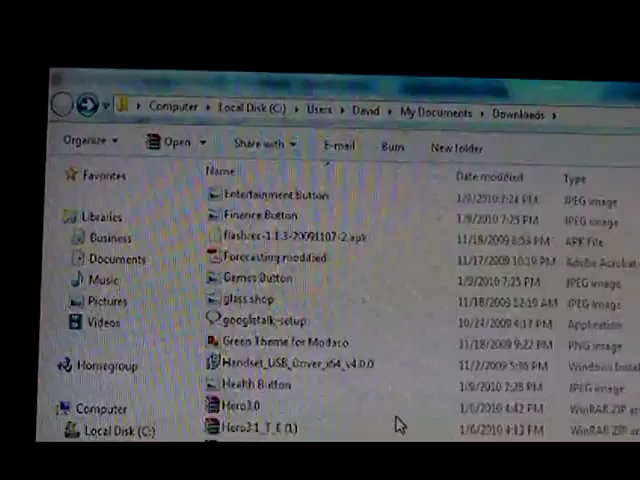 Computer ▸ Local Disk (C:) ▸ Users ▸ David ▸ My Documents ▸ Downloads ▸
Organize Open Share with E-mail Burn New folder
Name Date modified Type
Favorites
Entertainment Button 1/9/2010 7:24 PM JPEG image
Libraries
Finance Button 1/9/2010 7:25 PM JPEG image
Business
flashrec-1.1.3-20091107-2.apk 11/19/2009 8:53 PM APK File
Documents
Forecasting modified 11/17/2009 10:19 PM Adobe Acrobat
Music
Games Button 1/9/2010 7:25 PM JPEG image
Pictures
glass shop 11/18/2009 12:19 AM JPEG image
Videos
googletalk-setup 10/24/2009 4:17 PM Application
Green Theme for Modaco 11/18/2009 9:22 PM PNG image
Homegroup
Handset_USB_Driver_x64_v4.0.0 11/2/2009 5:36 PM Windows Instal
Health Button 1/9/2010 7:28 PM JPEG image
Computer
Hero3.0 1/6/2010 4:42 PM WinRAR ZIP ar
Local Disk (C:)
Hero3.1_T_E (1) 1/6/2010 4:13 PM WinRAR ZIP ar